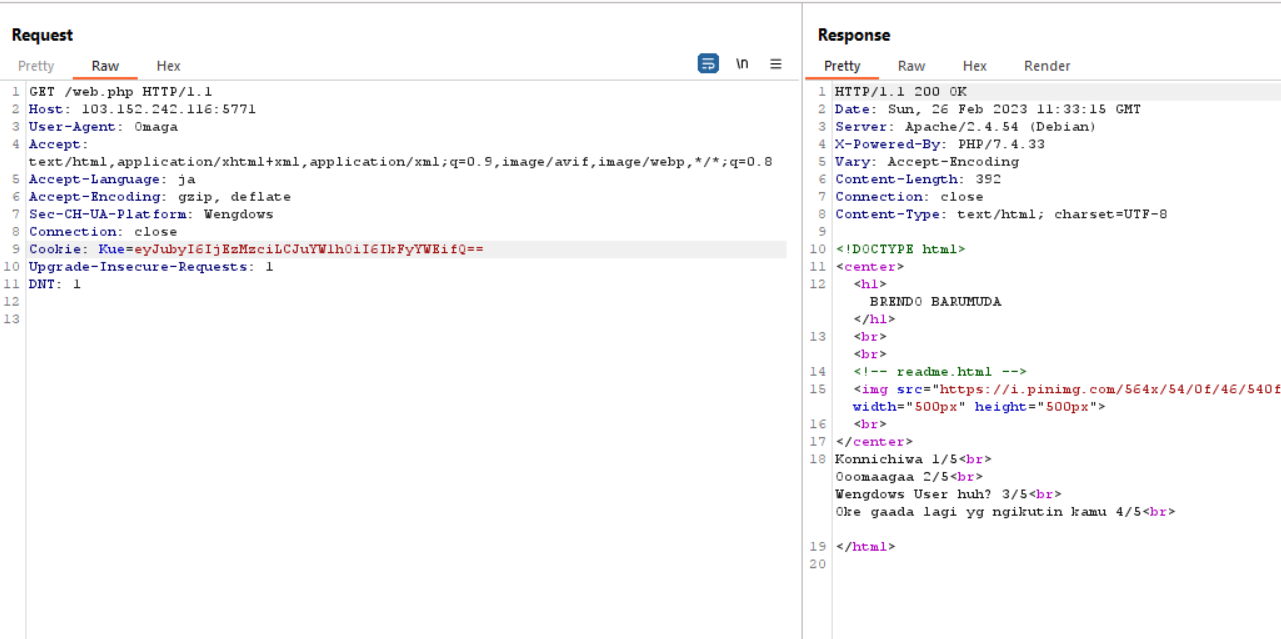 Request
Response
Pretty Raw Hex
\n
Pretty Raw Hex Render
1 GET /web.php HTTP/1.1
2 Host: 103.152.242.116:5771
3 User-Agent: Omaga
4 Accept:
text/html,application/xhtml+xml,application/xml;q=0.9,image/avif,image/webp,*/*;q=0.8
5 Accept-Language: ja
6 Accept-Encoding: gzip, deflate
7 Sec-CH-UA-Platform: Wengdows
8 Connection: close
9 Cookie: Kue=eyJubyI6IjEzMzciLCJuYW1hOiI6IkFyYWEifQ==
10 Upgrade-Insecure-Requests: 1
11 DNT: 1
12
13
1 HTTP/1.1 200 OK
2 Date: Sun, 26 Feb 2023 11:33:15 GMT
3 Server: Apache/2.4.54 (Debian)
4 X-Powered-By: PHP/7.4.33
5 Vary: Accept-Encoding
6 Content-Length: 392
7 Connection: close
8 Content-Type: text/html; charset=UTF-8
9
10 <!DOCTYPE html>
11 <center>
12 <h1>
BRENDO BARUMUDA
</h1>
13 <br>
<br>
14 <!-- readme.html -->
15 <img src="https://i.pinimg.com/564x/54/0f/46/540f
width="500px" height="500px">
16 <br>
17 </center>
18 Konnichiwa 1/5<br>
Ooomaagaa 2/5<br>
Wengdows User huh? 3/5<br>
Oke gaada lagi yg ngikutin kamu 4/5<br>
19 </html>
20